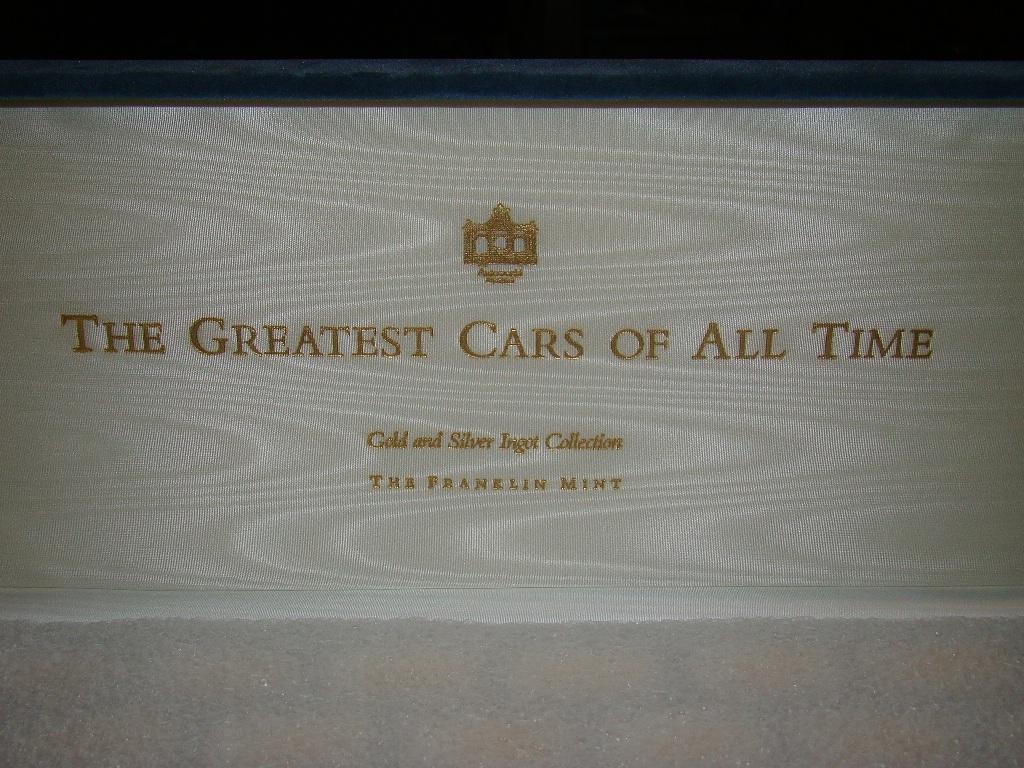 THE GREATEST CARS OF ALL TIME
Gold and Silver Ingot Collection
THE FRANKLIN MINT